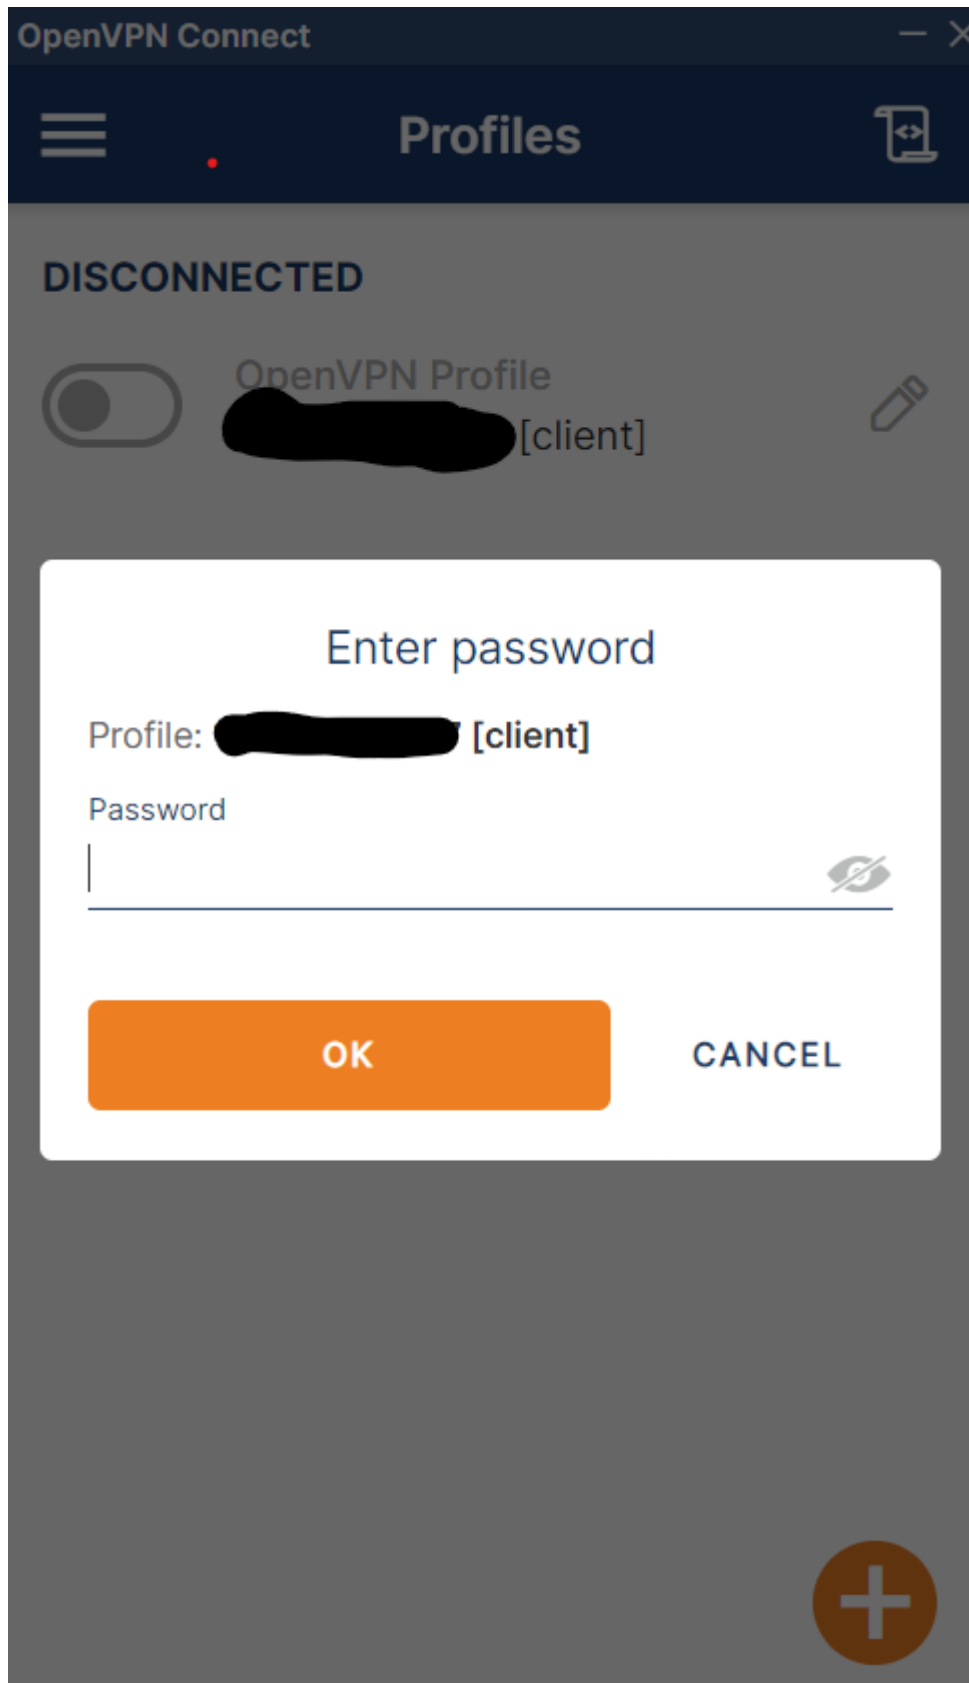 OpenVPN Connect
Profiles
DISCONNECTED
OpenVPN Profile
[client]
Enter password
Profile: [client]
Password
OK CANCEL